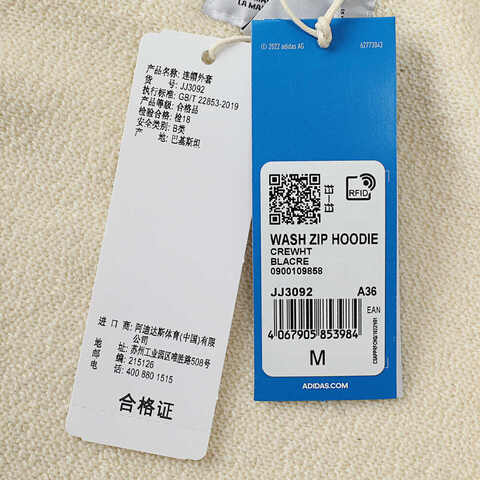 LA MA
产品名称: 连帽外套
货 号: JJ3092
执行标准: GB/T 22853-2019
产品等级: 合格品
检验合格: 检18
安全类别: B类
产 地: 巴基斯坦
进 口 商: 阿迪达斯体育(中国)有限
公司
地 址: 苏州工业园区唯胜路508号
邮 编: 215126
电 话: 400 880 1515
合格证
© 2022 adidas AG
62773043
RFID
WASH ZIP HOODIE
CREWHT
BLACRE
0900109858
JJ3092 A36
EAN
4 067905 853984
M
ADIDAS.COM